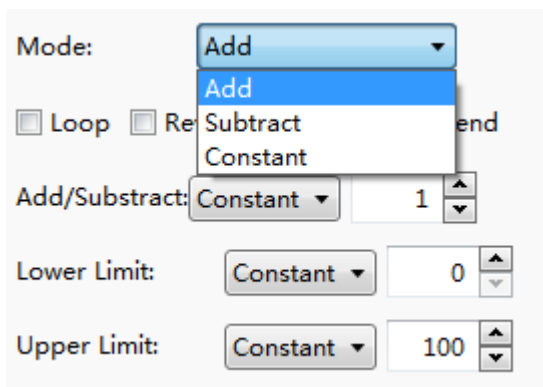 Mode: Add
Add
Loop Re Subtract end
Constant
Add/Substract: Constant 1
Lower Limit: Constant 0
Upper Limit: Constant 100